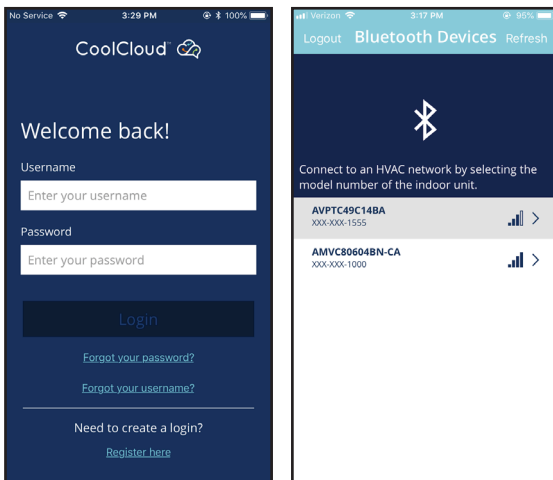 No Service 3:29 PM 100%
CoolCloud™
Welcome back!
Username
Enter your username
Password
Enter your password
Login
Forgot your password?
Forgot your username?
Need to create a login?
Register here
Verizon 3:17 PM 95%
Logout Bluetooth Devices Refresh
Connect to an HVAC network by selecting the
model number of the indoor unit.
AVPTC49C14BA
XXX-XXX-1555
AMVC80604BN-CA
XXX-XXX-1000